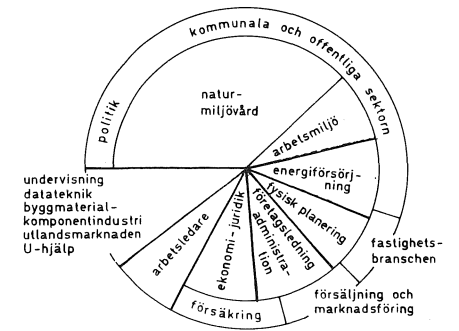 kommunala och offentliga sektorn
politik
natur-
miljövård
arbetsmiljö
energiförsörj-
ning
fysisk planering
företagsledning
administra-
tion
ekonomi-juridik
arbetsledare
undervisning
datateknik
byggmaterial-
komponentindustri
utlandsmarknaden
U-hjälp
fastighets-
branschen
försäljning och
marknadsföring
försäkring